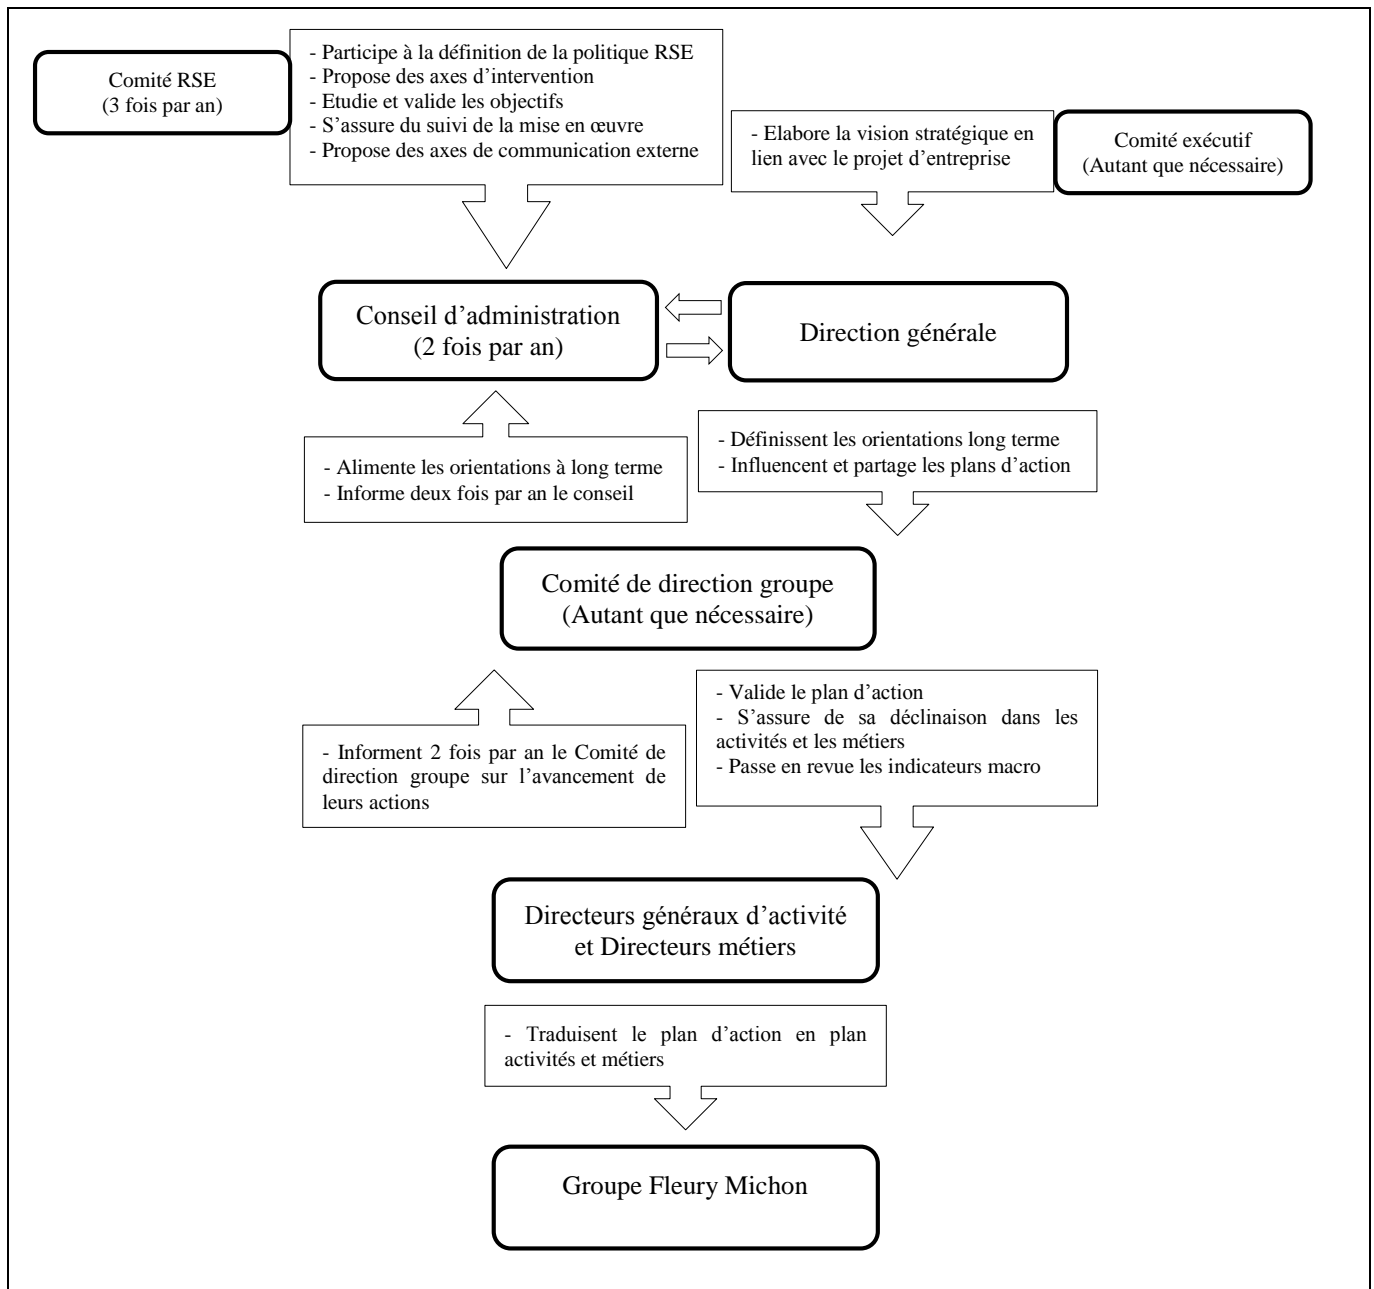 Comité RSE
(3 fois par an)
- Participe à la définition de la politique RSE
- Propose des axes d’intervention
- Etudie et valide les objectifs
- S’assure du suivi de la mise en œuvre
- Propose des axes de communication externe
- Elabore la vision stratégique en
lien avec le projet d’entreprise
Comité exécutif
(Autant que nécessaire)
Conseil d’administration
(2 fois par an)
Direction générale
- Alimente les orientations à long terme
- Informe deux fois par an le conseil
- Définissent les orientations long terme
- Influencent et partage les plans d’action
Comité de direction groupe
(Autant que nécessaire)
- Informent 2 fois par an le Comité de
direction groupe sur l’avancement de
leurs actions
- Valide le plan d’action
- S’assure de sa déclinaison dans les
activités et les métiers
- Passe en revue les indicateurs macro
Directeurs généraux d’activité
et Directeurs métiers
- Traduisent le plan d’action en plan
activités et métiers
Groupe Fleury Michon